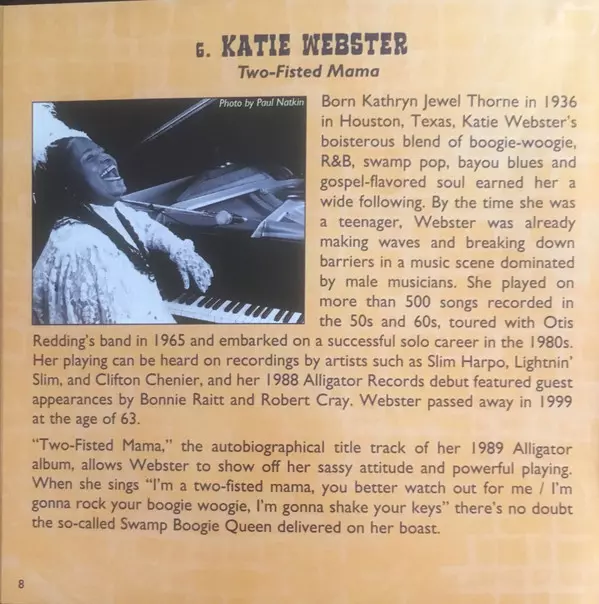 6. KATIE WEBSTER
Two-Fisted Mama
Photo by Paul Natkin
Born Kathryn Jewel Thorne in 1936
in Houston, Texas, Katie Webster's
boisterous blend of boogie-woogie,
R&B, swamp pop, bayou blues and
gospel-flavored soul earned her a
wide following. By the time she was
a teenager, Webster was already
making waves and breaking down
barriers in a music scene dominated
by male musicians. She played on
more than 500 songs recorded in
the 50s and 60s, toured with Otis
Redding's band in 1965 and embarked on a successful solo career in the 1980s.
Her playing can be heard on recordings by artists such as Slim Harpo, Lightnin'
Slim, and Clifton Chenier, and her 1988 Alligator Records debut featured guest
appearances by Bonnie Raitt and Robert Cray. Webster passed away in 1999
at the age of 63.
"Two-Fisted Mama," the autobiographical title track of her 1989 Alligator
album, allows Webster to show off her sassy attitude and powerful playing.
When she sings "I'm a two-fisted mama, you better watch out for me / I'm
gonna rock your boogie woogie, I'm gonna shake your keys" there's no doubt
the so-called Swamp Boogie Queen delivered on her boast.
8